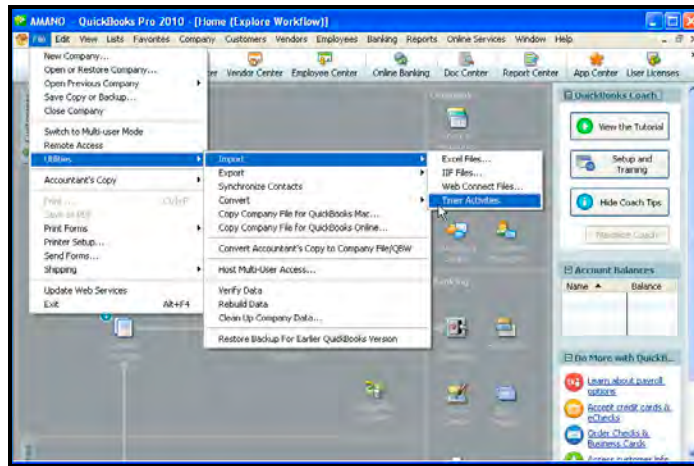 AMANO - QuickBooks Pro 2010 - [Home (Explore Workflow)]
File Edit View Lists Favorites Company Customers Vendors Employees Banking Reports Online Services Window Help
Vendor Center Employee Center Online Banking Doc Center Report Center App Center User Licenses
New Company...
Open or Restore Company...
Open Previous Company
Save Copy or Backup...
Close Company
Switch to Multi-user Mode
Remote Access
Utilities
Accountant's Copy
Print... Ctrl+P
Save as PDF
Print Forms
Printer Setup...
Send Forms...
Shipping
Update Web Services
Exit Alt+F4
Import
Export
Synchronize Contacts
Convert
Copy Company File for QuickBooks Mac...
Copy Company File for QuickBooks Online...
Convert Accountant's Copy to Company File/QBW
Host Multi-User Access...
Verify Data
Rebuild Data
Clean Up Company Data...
Restore Backup For Earlier QuickBooks Version
Excel Files...
IIF Files...
Web Connect Files...
Timer Activities
QuickBooks Coach
View the Tutorial
Setup and
Training
Hide Coach Tips
Account Balances
Name Balance
Do More with QuickB...
Learn about payroll
options
Accept credit cards &
eChecks
Order Checks &
Business Cards
Access customer info